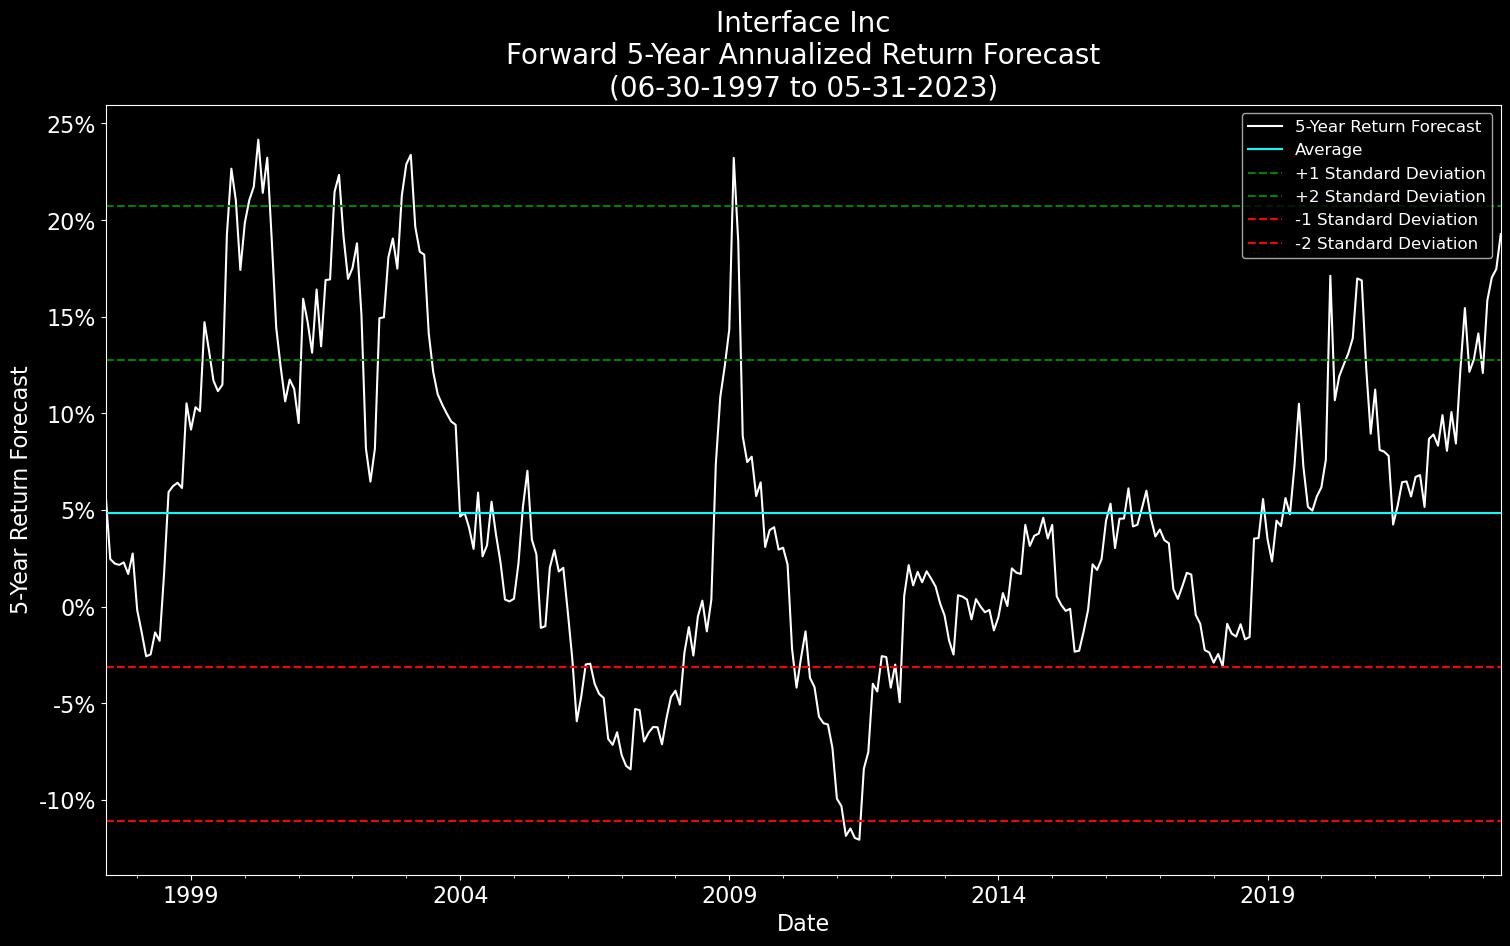 Interface Inc
Forward 5-Year Annualized Return Forecast
(06-30-1997 to 05-31-2023)
25%
20%
15%
10%
5%
0%
-5%
-10%
5-Year Return Forecast
5-Year Return Forecast
Average
+1 Standard Deviation
+2 Standard Deviation
-1 Standard Deviation
-2 Standard Deviation
1999
2004
2009
2014
2019
Date